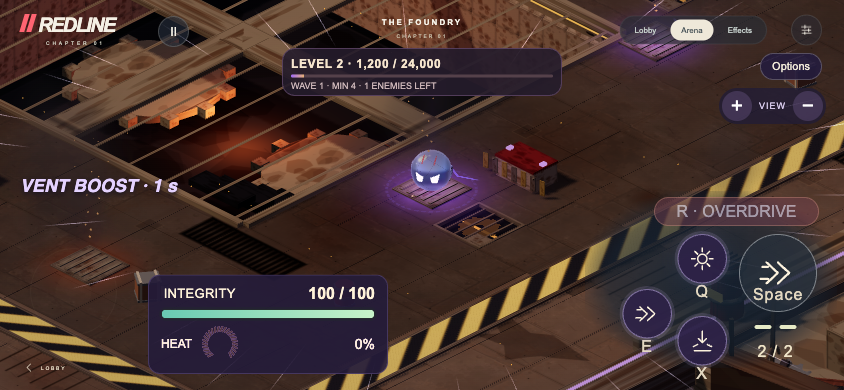 REDLINE
CHAPTER 01
THE FOUNDRY
CHAPTER 01
Lobby
Arena
Effects
Options
LEVEL 2 · 1,200 / 24,000
WAVE 1 · MIN 4 · 1 ENEMIES LEFT
+ VIEW −
VENT BOOST · 1 s
R · OVERDRIVE
Q
Space
E
2 / 2
X
INTEGRITY 100 / 100
HEAT 0%
LOBBY